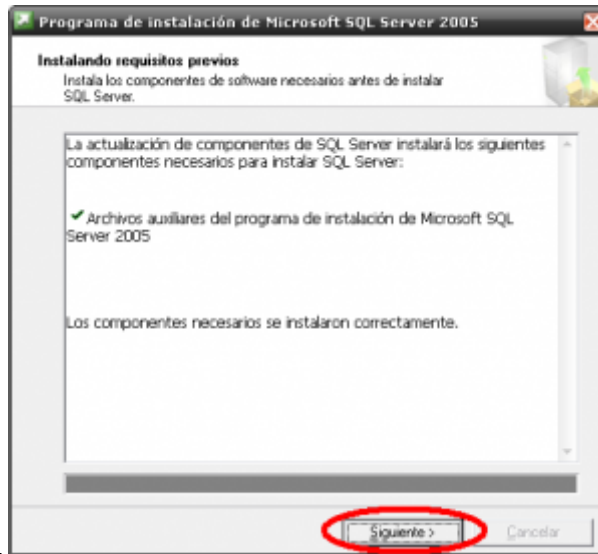 Programa de instalación de Microsoft SQL Server 2005
Instalando requisitos previos
Instala los componentes de software necesarios antes de instalar
SQL Server.
La actualización de componentes de SQL Server instalará los siguientes
componentes necesarios para instalar SQL Server:
Archivos auxiliares del programa de instalación de Microsoft SQL
Server 2005
Los componentes necesarios se instalaron correctamente.
Siguiente >
Cancelar